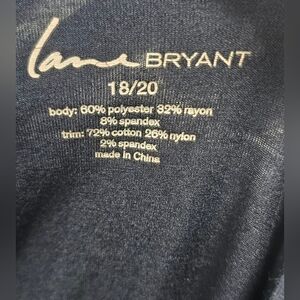 Lane BRYANT
18/20
body: 60% polyester 32% rayon
8% spandex
trim: 72% cotton 26% nylon
2% spandex
made in China